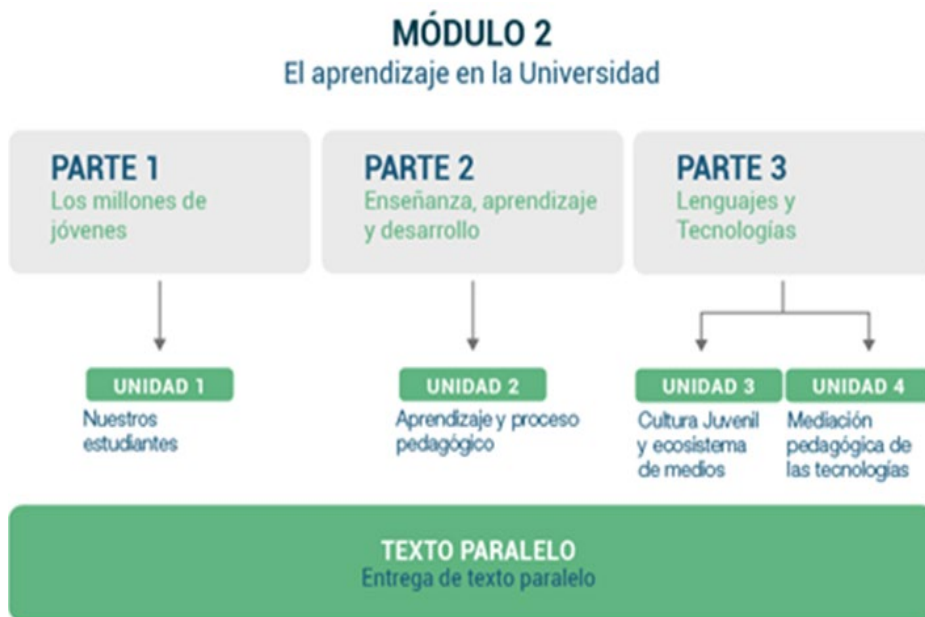 MÓDULO 2
El aprendizaje en la Universidad
PARTE 1
Los millones de
jóvenes
PARTE 2
Enseñanza, aprendizaje
y desarrollo
PARTE 3
Lenguajes y
Tecnologías
UNIDAD 1
Nuestros
estudiantes
UNIDAD 2
Aprendizaje y proceso
pedagógico
UNIDAD 3
Cultura Juvenil
y ecosistema
de medios
UNIDAD 4
Mediación
pedagógica de
las tecnologías
TEXTO PARALELO
Entrega de texto paralelo